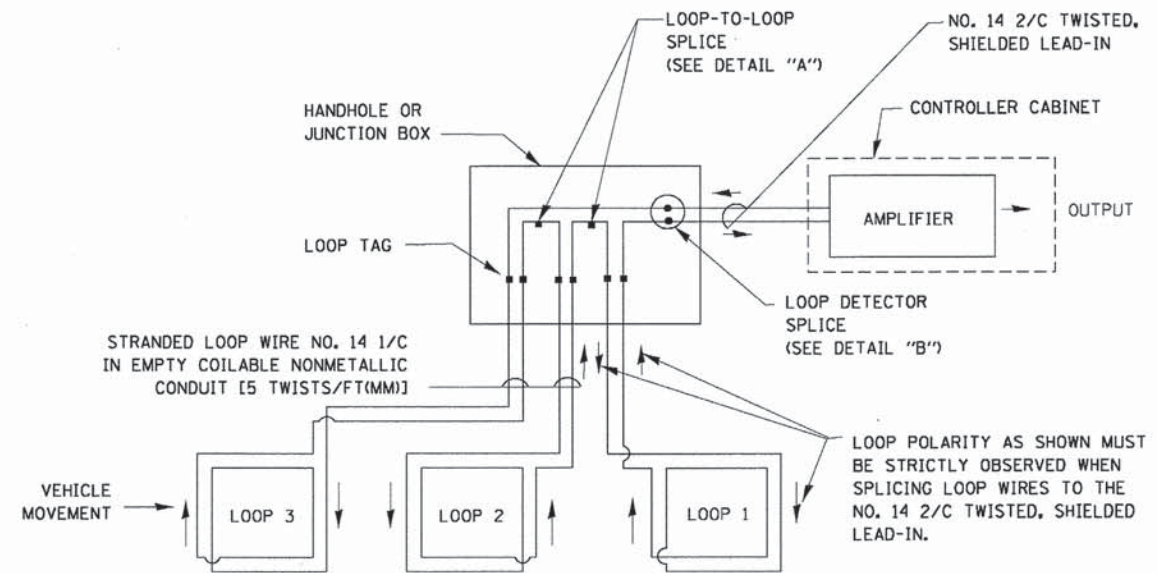 LOOP-TO-LOOP
SPLICE
(SEE DETAIL "A")
NO. 14 2/C TWISTED,
SHIELDED LEAD-IN
HANDHOLE OR
JUNCTION BOX
CONTROLLER CABINET
AMPLIFIER
OUTPUT
LOOP TAG
LOOP DETECTOR
SPLICE
(SEE DETAIL "B")
STRANDED LOOP WIRE NO. 14 1/C
IN EMPTY COILABLE NONMETALLIC
CONDUIT [5 TWISTS/FT(MM)]
LOOP POLARITY AS SHOWN MUST
BE STRICTLY OBSERVED WHEN
SPLICING LOOP WIRES TO THE
NO. 14 2/C TWISTED, SHIELDED
LEAD-IN.
VEHICLE
MOVEMENT
LOOP 3
LOOP 2
LOOP 1